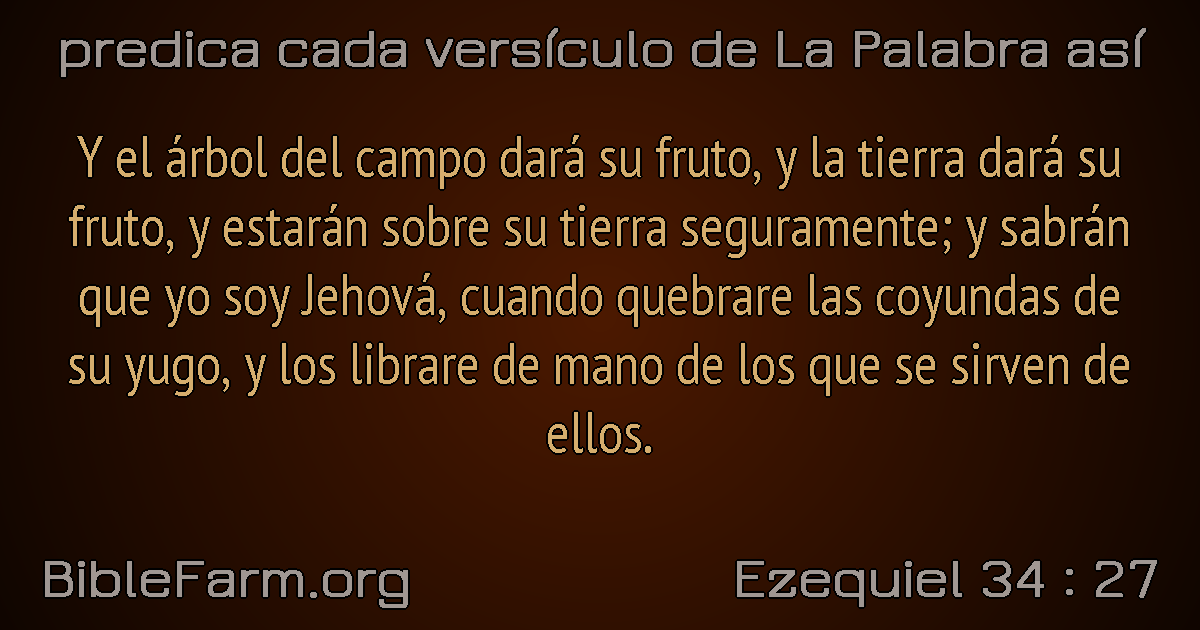 predica cada versículo de La Palabra así
Y el árbol del campo dará su fruto, y la tierra dará su
fruto, y estarán sobre su tierra seguramente; y sabrán
que yo soy Jehová, cuando quebrare las coyundas de
su yugo, y los librare de mano de los que se sirven de
ellos.
BibleFarm.org
Ezequiel 34 : 27